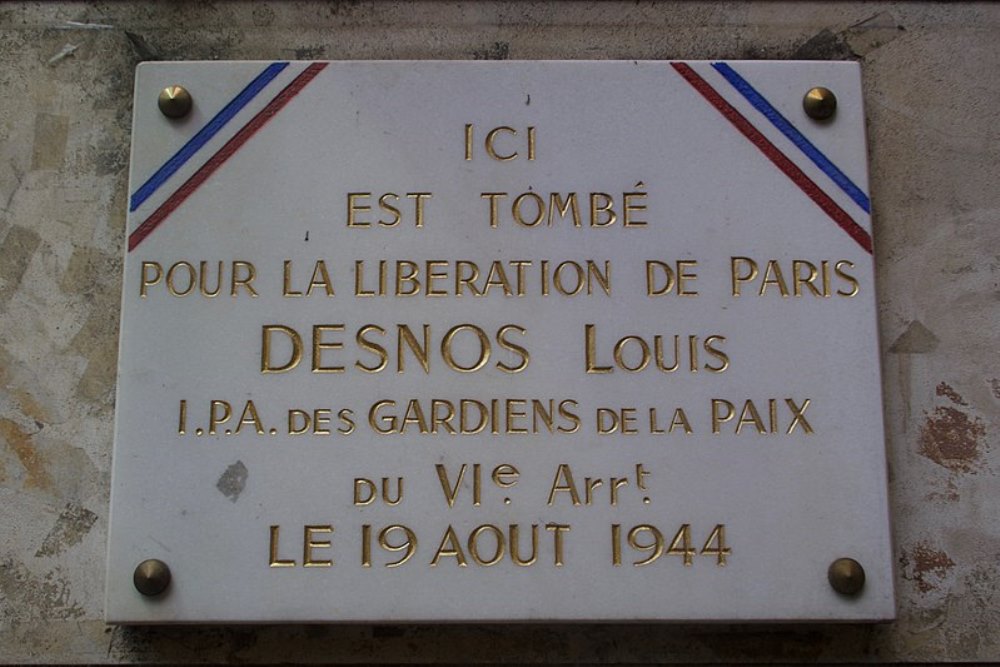 ICI
EST TOMBÉ
POUR LA LIBERATION DE PARIS
DESNOS LOUIS
I.P.A. DES GARDIENS DE LA PAIX
DU VIe. Arrt.
LE 19 AOUT 1944